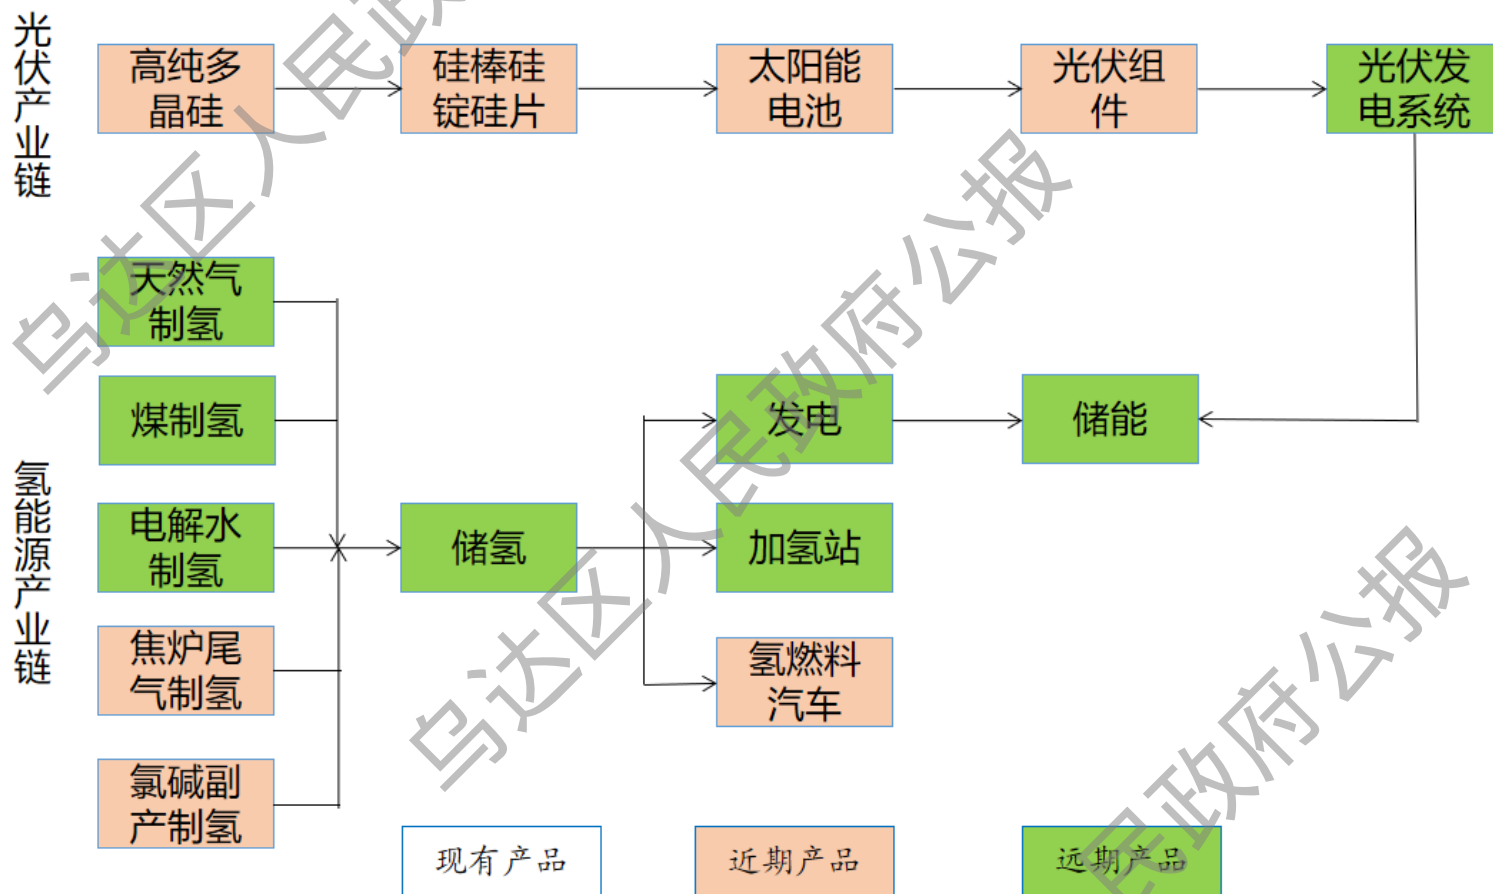 光伏产业链
高纯多
晶硅
硅棒硅
锭硅片
太阳能
电池
光伏组
件
光伏发
电系统
天然气
制氢
煤制氢
发电
储能
氢能源产业链
电解水
制氢
储氢
加氢站
焦炉尾
气制氢
氢燃料
汽车
氯碱副
产制氢
现有产品
近期产品
远期产品
乌达区人民政
乌达区人民政府公报
民政府公报